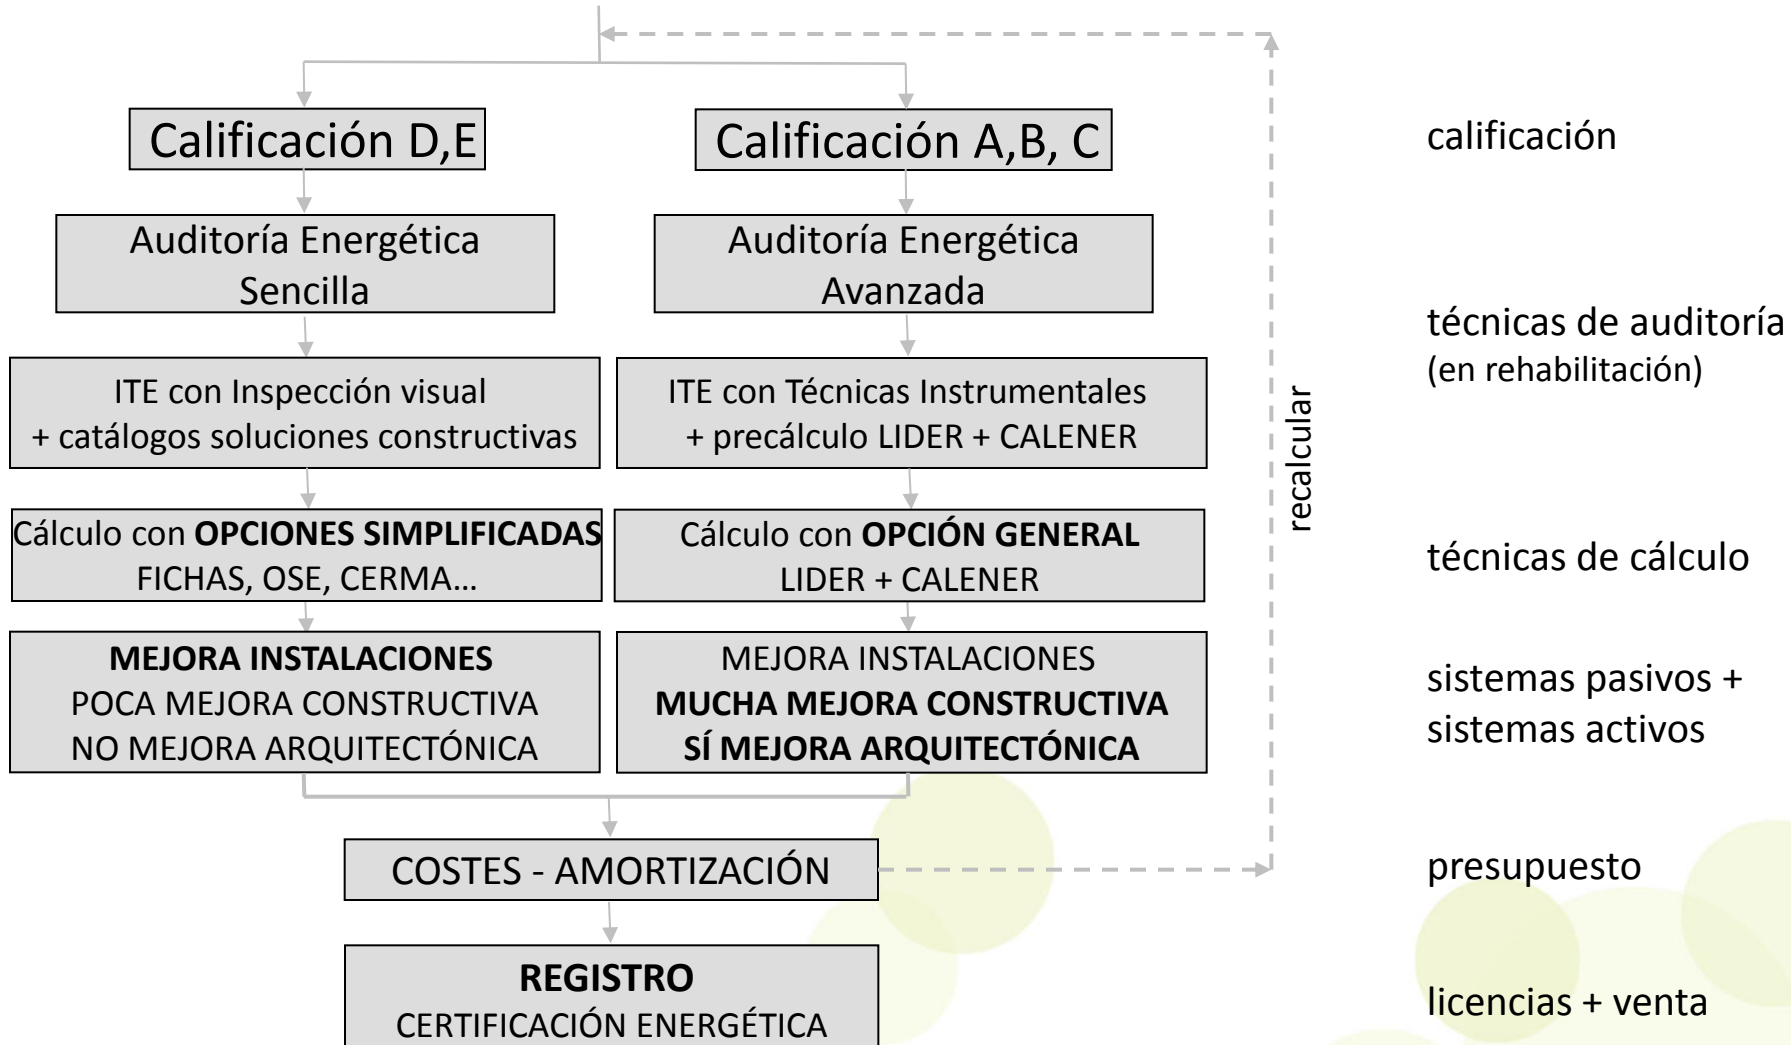 Calificación D,E
Calificación A,B, C
calificación
Auditoría Energética
Sencilla
Auditoría Energética
Avanzada
técnicas de auditoría
(en rehabilitación)
ITE con Inspección visual
+ catálogos soluciones constructivas
ITE con Técnicas Instrumentales
+ precálculo LIDER + CALENER
recalcular
Cálculo con OPCIONES SIMPLIFICADAS
FICHAS, OSE, CERMA...
Cálculo con OPCIÓN GENERAL
LIDER + CALENER
técnicas de cálculo
MEJORA INSTALACIONES
POCA MEJORA CONSTRUCTIVA
NO MEJORA ARQUITECTÓNICA
MEJORA INSTALACIONES
MUCHA MEJORA CONSTRUCTIVA
SÍ MEJORA ARQUITECTÓNICA
sistemas pasivos +
sistemas activos
COSTES - AMORTIZACIÓN
presupuesto
REGISTRO
CERTIFICACIÓN ENERGÉTICA
licencias + venta